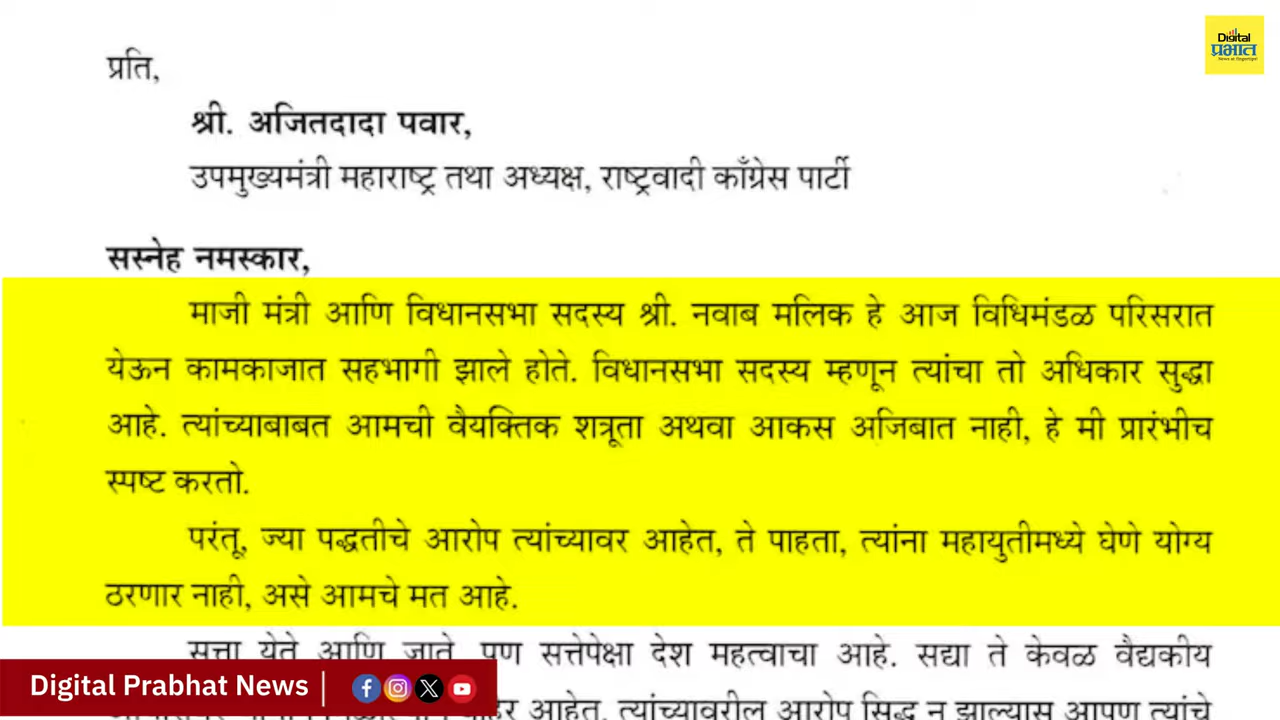 Digital
प्रभात
News at fingertips!
प्रति,
श्री. अजितदादा पवार,
उपमुख्यमंत्री महाराष्ट्र तथा अध्यक्ष, राष्ट्रवादी काँग्रेस पार्टी
सस्नेह नमस्कार,
माजी मंत्री आणि विधानसभा सदस्य श्री. नवाब मलिक हे आज विधिमंडळ परिसरात
येऊन कामकाजात सहभागी झाले होते. विधानसभा सदस्य म्हणून त्यांचा तो अधिकार सुद्धा
आहे. त्यांच्याबाबत आमची वैयक्तिक शत्रूता अथवा आकस अजिबात नाही, हे मी प्रारंभीच
स्पष्ट करतो.
परंतू, ज्या पद्धतीचे आरोप त्यांच्यावर आहेत, ते पाहता, त्यांना महायुतीमध्ये घेणे योग्य
ठरणार नाही, असे आमचे मत आहे.
सत्ता येते आणि जाते. पण सत्तेपेक्षा देश महत्वाचा आहे. सद्या ते केवळ वैद्यकीय
आहेत. त्यांच्यावरील आरोप सिद्ध न झाल्यास आपण त्यांचे
Digital Prabhat News